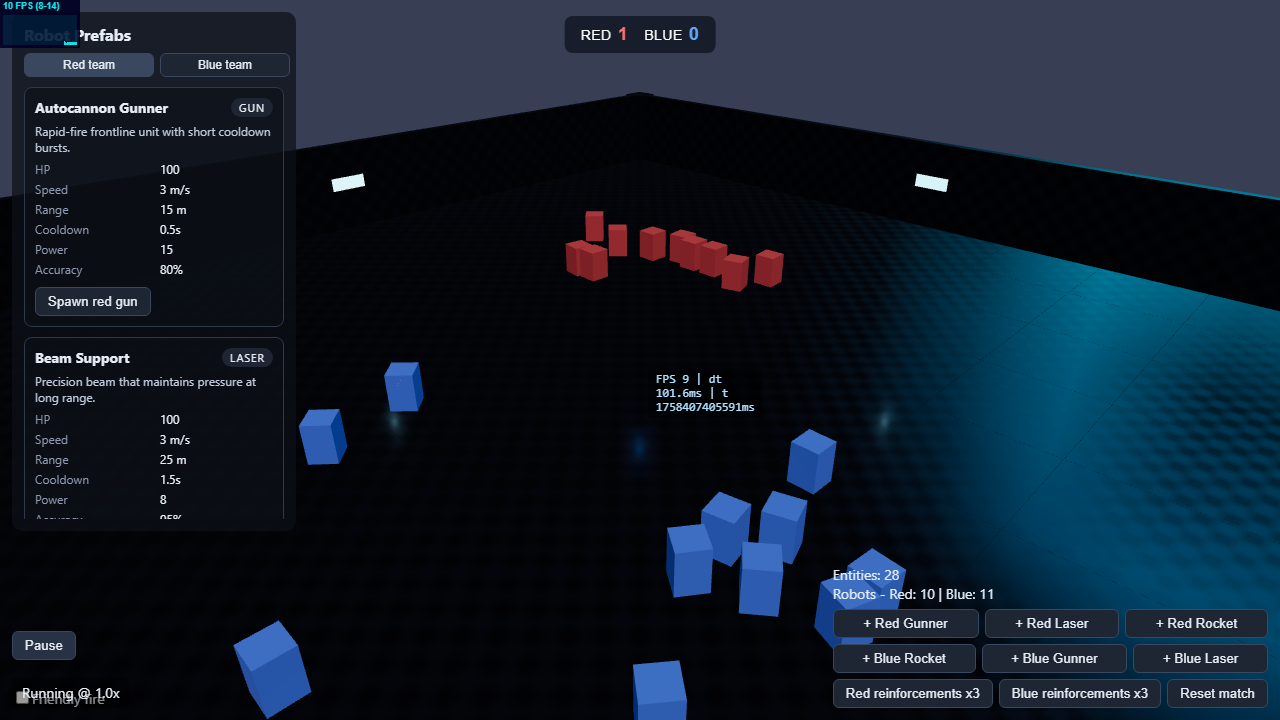 10 FPS (8-14)
Robot Prefabs
Red team
Blue team
Autocannon Gunner
GUN
Rapid-fire frontline unit with short cooldown
bursts.
HP 100
Speed 3 m/s
Range 15 m
Cooldown 0.5s
Power 15
Accuracy 80%
Spawn red gun
Beam Support
LASER
Precision beam that maintains pressure at
long range.
HP 100
Speed 3 m/s
Range 25 m
Cooldown 1.5s
Power 8
Accuracy 95%
RED 1 BLUE 0
FPS 9 | dt
101.6ms | t
1758407405591ms
Pause
Running @ 1.0x
Friendly fire
Entities: 28
Robots - Red: 10 | Blue: 11
+ Red Gunner
+ Red Laser
+ Red Rocket
+ Blue Rocket
+ Blue Gunner
+ Blue Laser
Red reinforcements x3
Blue reinforcements x3
Reset match